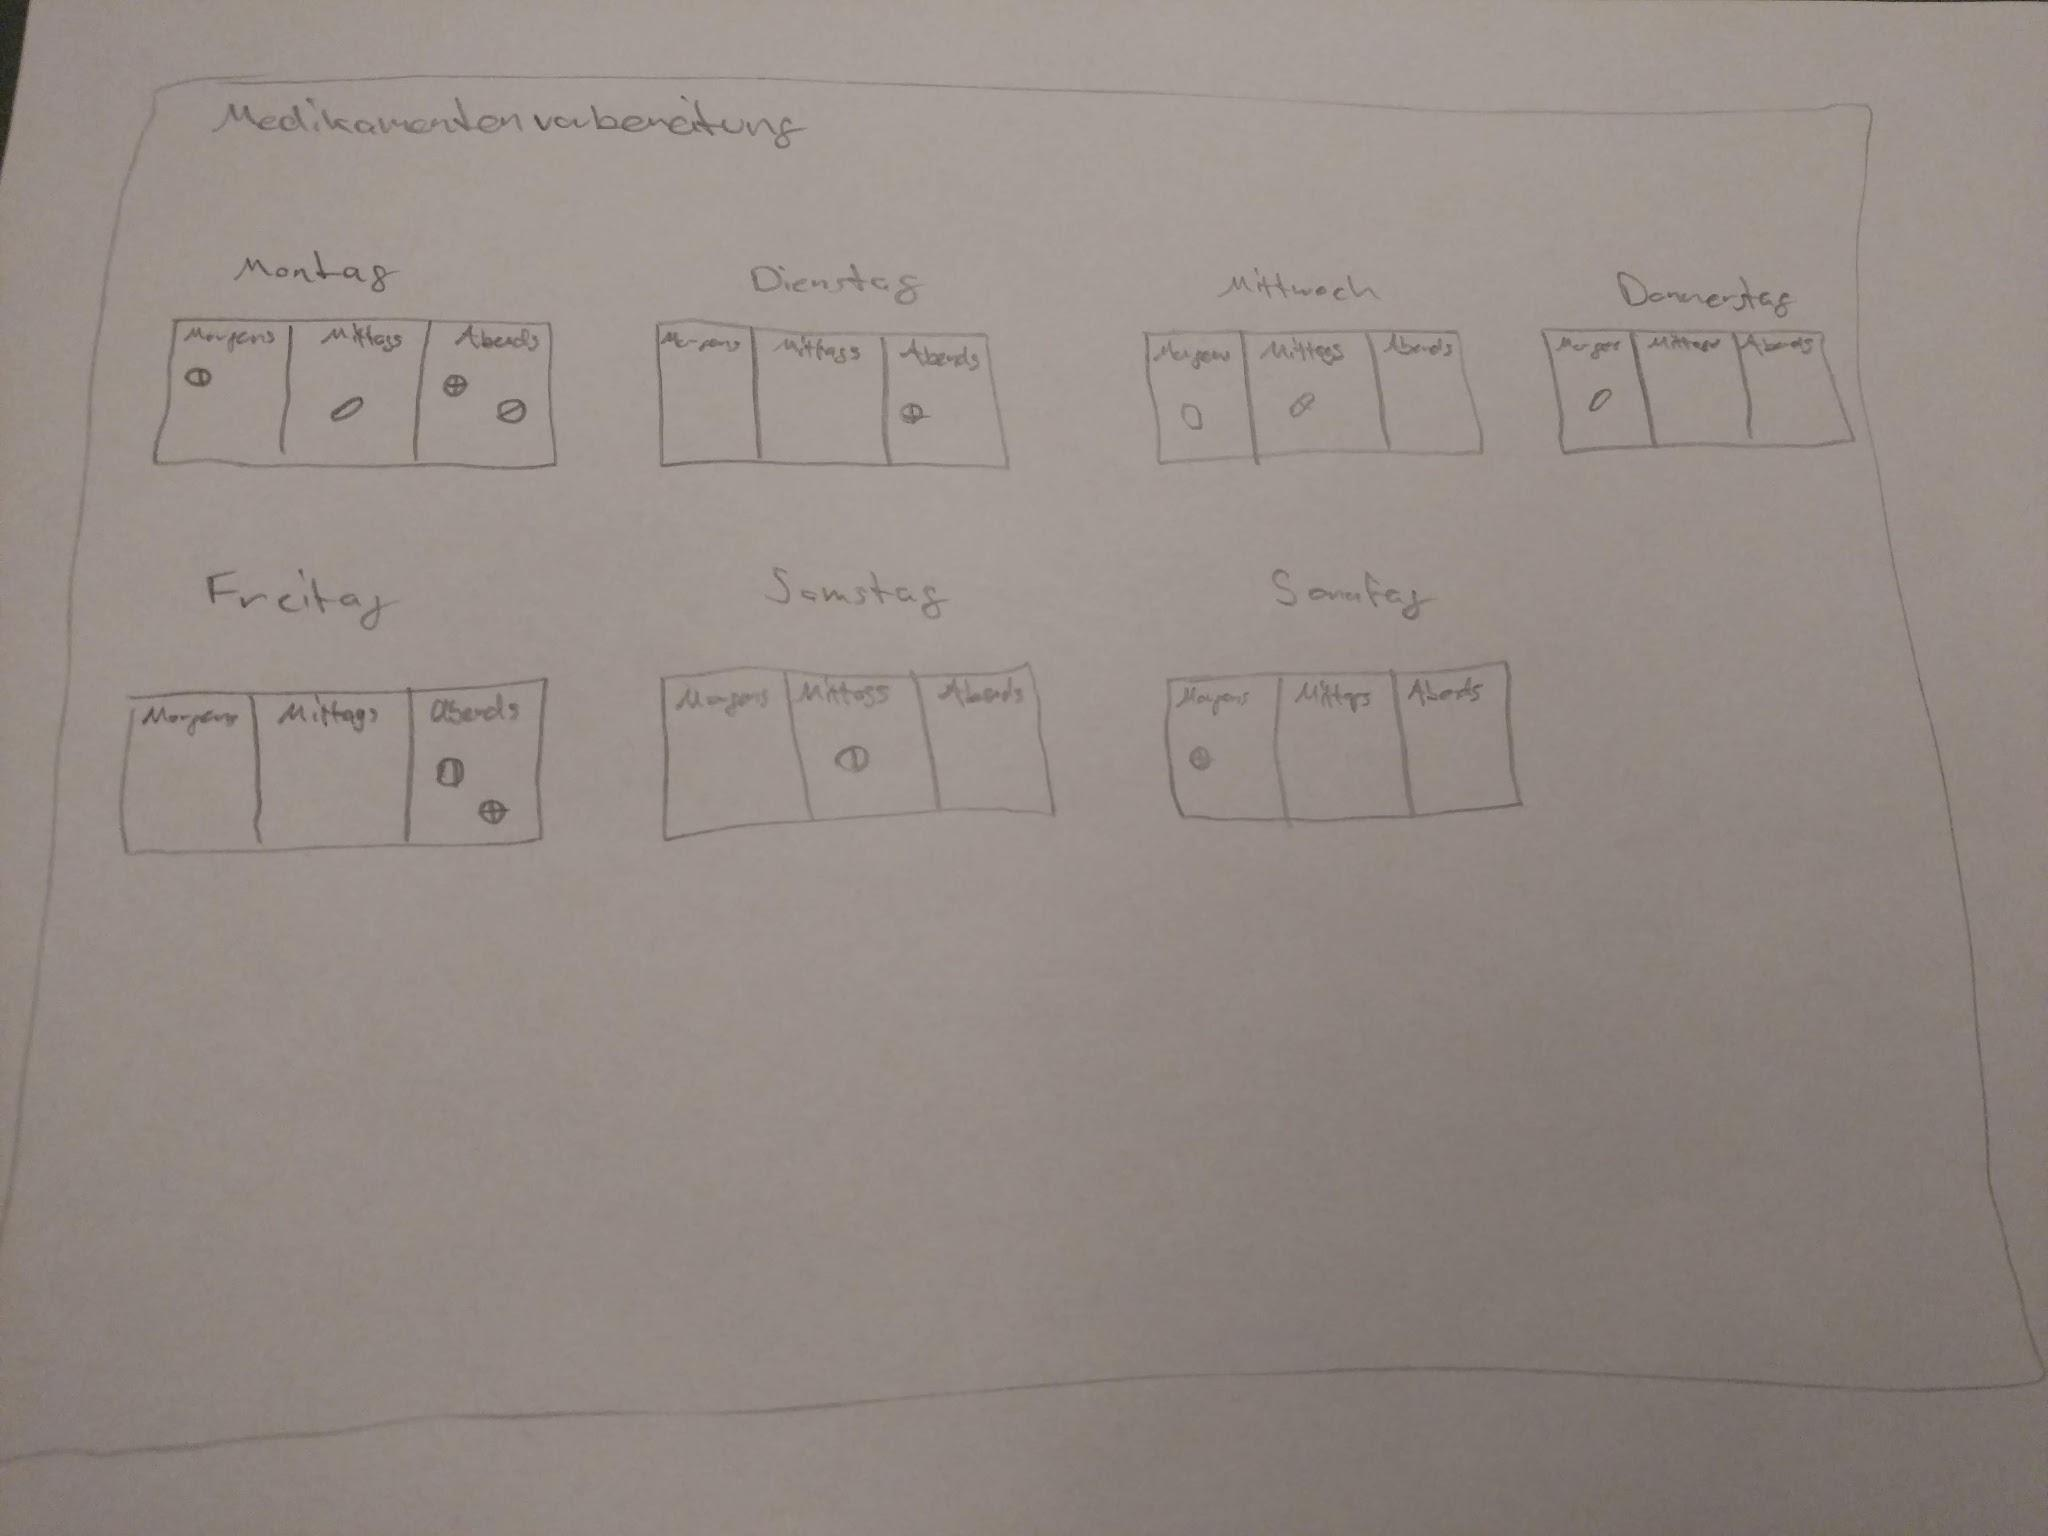 Medikamentenvorbereitung
Montag Dienstag Mittwoch Donnerstag
Morgens Mittags Abends Morgens Mittags Abends Morgens Mittags Abends Morgens Mittags Abends
Freitag Samstag Sonntag
Morgens Mittags abends Morgens Mittags Abends Morgens Mittags Abends